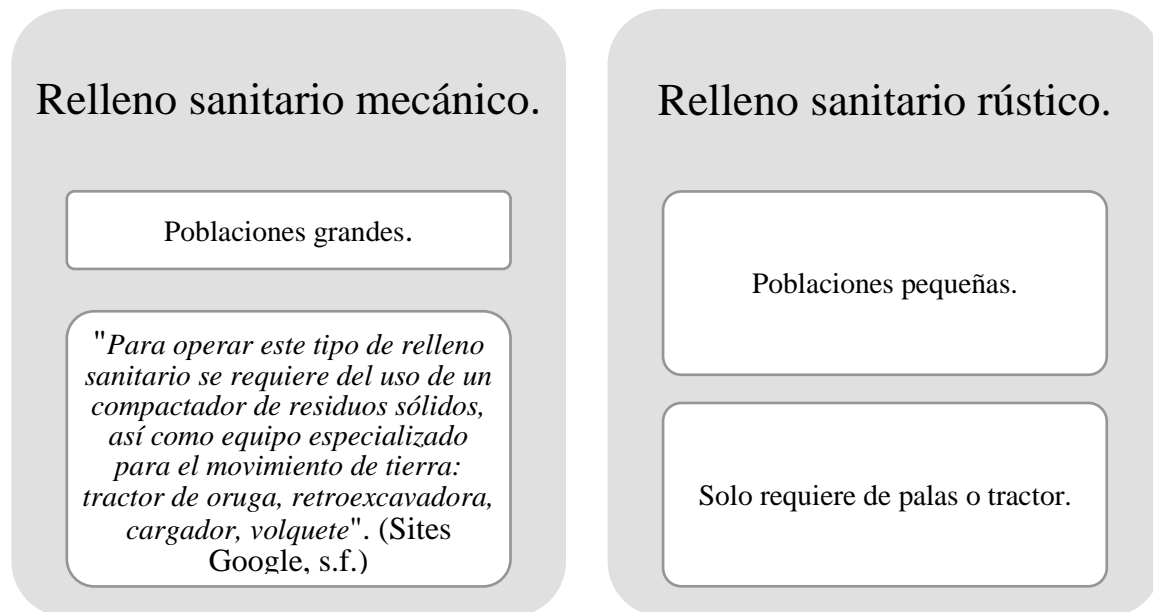 Relleno sanitario mecánico.
Poblaciones grandes.
"Para operar este tipo de relleno
sanitario se requiere del uso de un
compactador de residuos sólidos,
así como equipo especializado
para el movimiento de tierra:
tractor de oruga, retroexcavadora,
cargador, volquete". (Sites
Google, s.f.)
Relleno sanitario rústico.
Poblaciones pequeñas.
Solo requiere de palas o tractor.